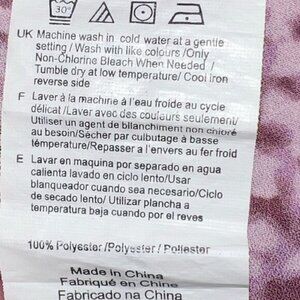 30°
UK Machine wash in cold water at a gentle
setting / Wash with like colours /Only
Non-Chlorine Bleach When Needed /
Tumble dry at low temperature/ Cool iron
reverse side
F Laver à la machine à l'eau froide au cycle
délicat / Laver avec des couleurs seulement/
Utiliser un agent de blanchiment non chloré
au besoin/Sécher par culbutage à basse
témperature/Repasser a l'envers au fer froid
E Lavar en maquina por separado en agua
calienta lavado en ciclo lento/Usar
blanqueador cuando sea necesario/Ciclo
de secado lento/ Utilizar plancha a
temperatura baja cuando por el reves
100% Polyester /Polyester / Poliester
Made in China
Fabriqué en China
Fabricado na China